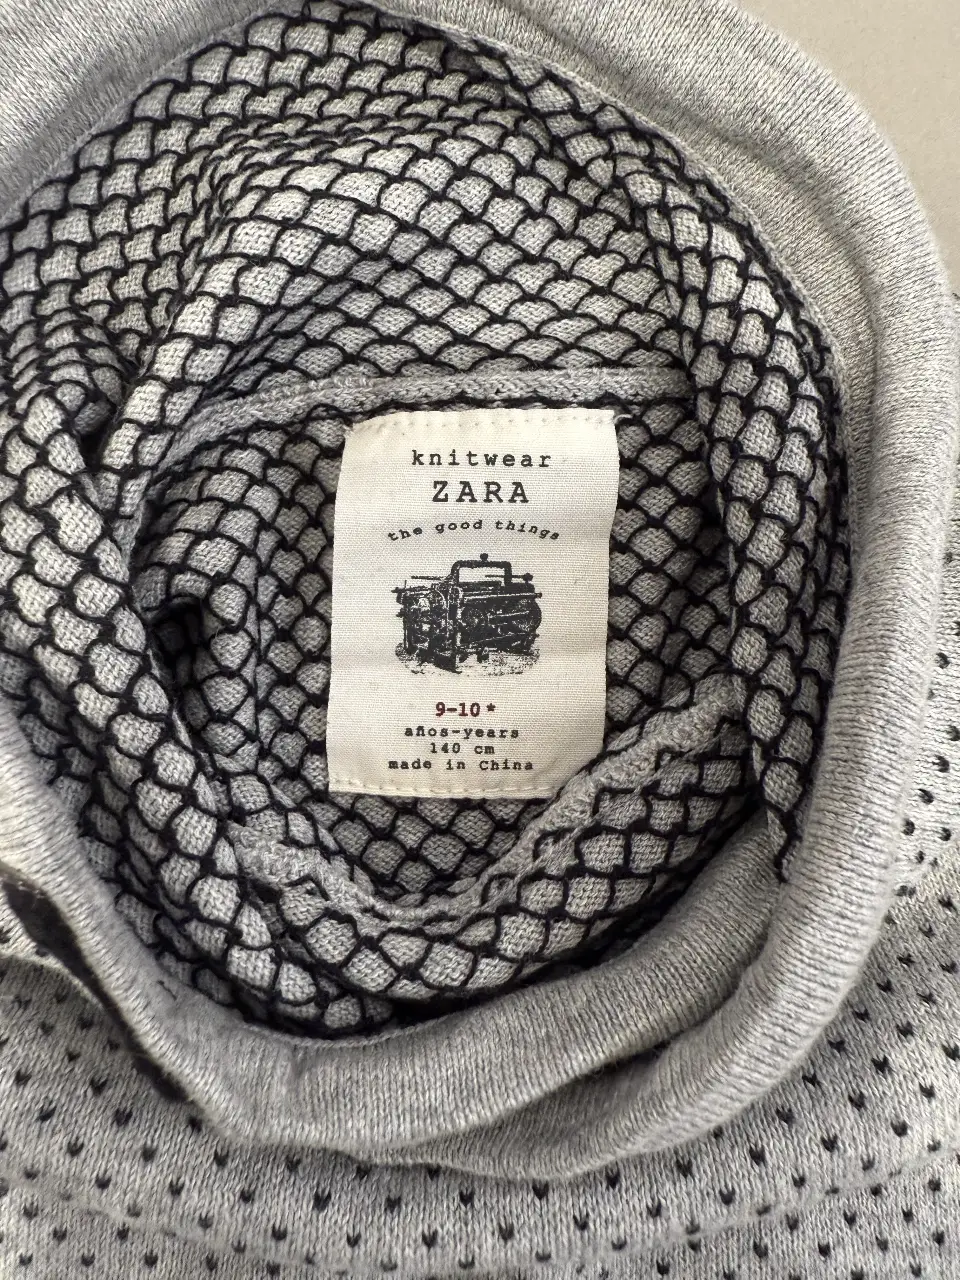 knitwear
ZARA
the good things
9-10*
años-years
140 cm
made in China